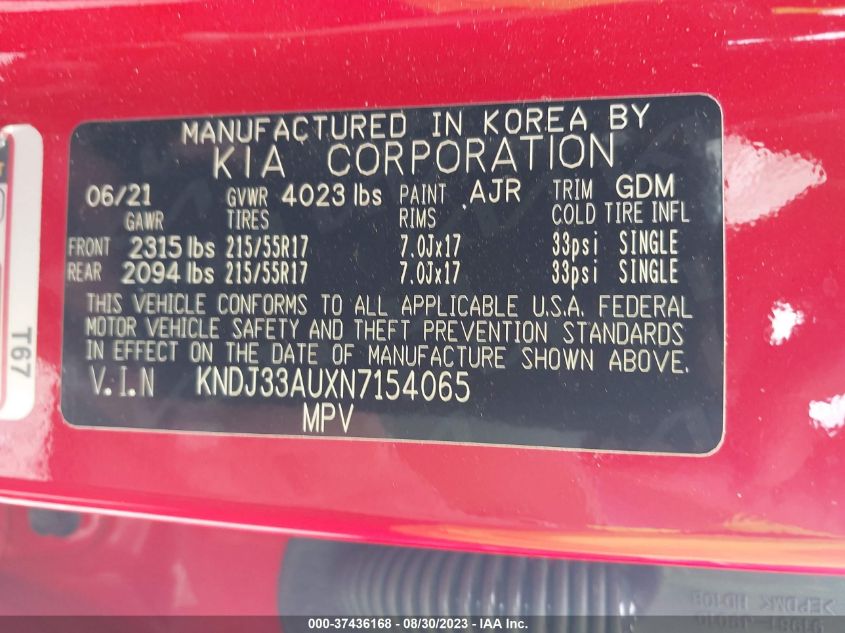 MANUFACTURED IN KOREA BY
KIA CORPORATION
06/21 GVWR 4023 lbs PAINT AJR TRIM GDM
GAWR TIRES RIMS COLD TIRE INFL
FRONT 2315 lbs 215/55R17 7.0Jx17 33psi SINGLE
REAR 2094 lbs 215/55R17 7.0Jx17 33psi SINGLE
THIS VEHICLE CONFORMS TO ALL APPLICABLE U.S.A. FEDERAL
MOTOR VEHICLE SAFETY AND THEFT PREVENTION STANDARDS
IN EFFECT ON THE DATE OF MANUFACTURE SHOWN ABOVE.
V.I.N KNDJ33AUXN7154065
MPV
T67
>EPDMK HD108
000-37436168 — 08/30/2023 — IAA Inc.